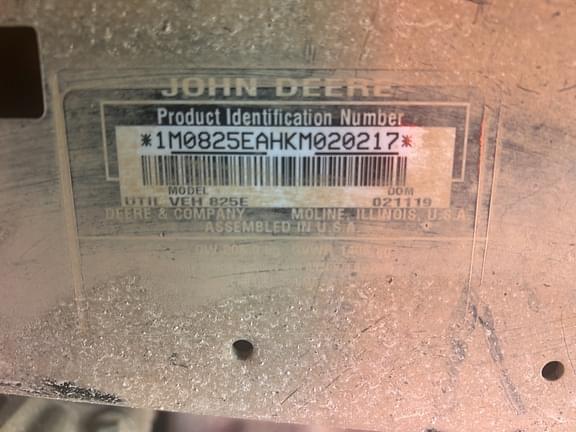 JOHN DEERE
Product Identification Number
*1M0825EAHKM020217*
MODEL DOM
UTIL VEH 825E 021119
DEERE & COMPANY MOLINE, ILLINOIS, U.S.A.
ASSEMBLED IN U.S.A.